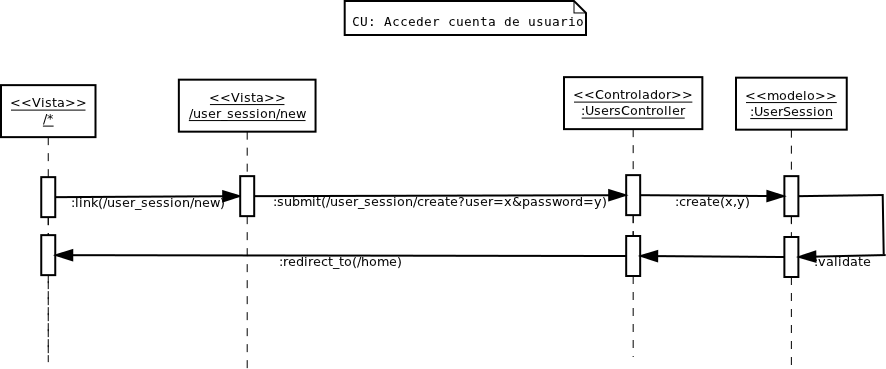 CU: Acceder cuenta de usuario
<<Vista>>
/*
<<Vista>>
/user_session/new
<<Controlador>>
:UsersController
<<modelo>>
:UserSession
:link(/user_session/new)
:submit(/user_session/create?user=x&password=y)
:create(x,y)
:redirect_to(/home)
:validate